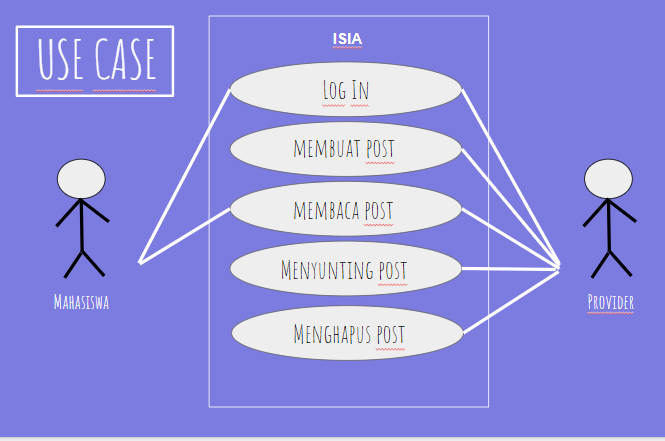 USE CASE
ISIA
LOG IN
MEMBUAT POST
MEMBACA POST
MENYUNTING POST
MENGHAPUS POST
MAHASISWA
PROVIDER